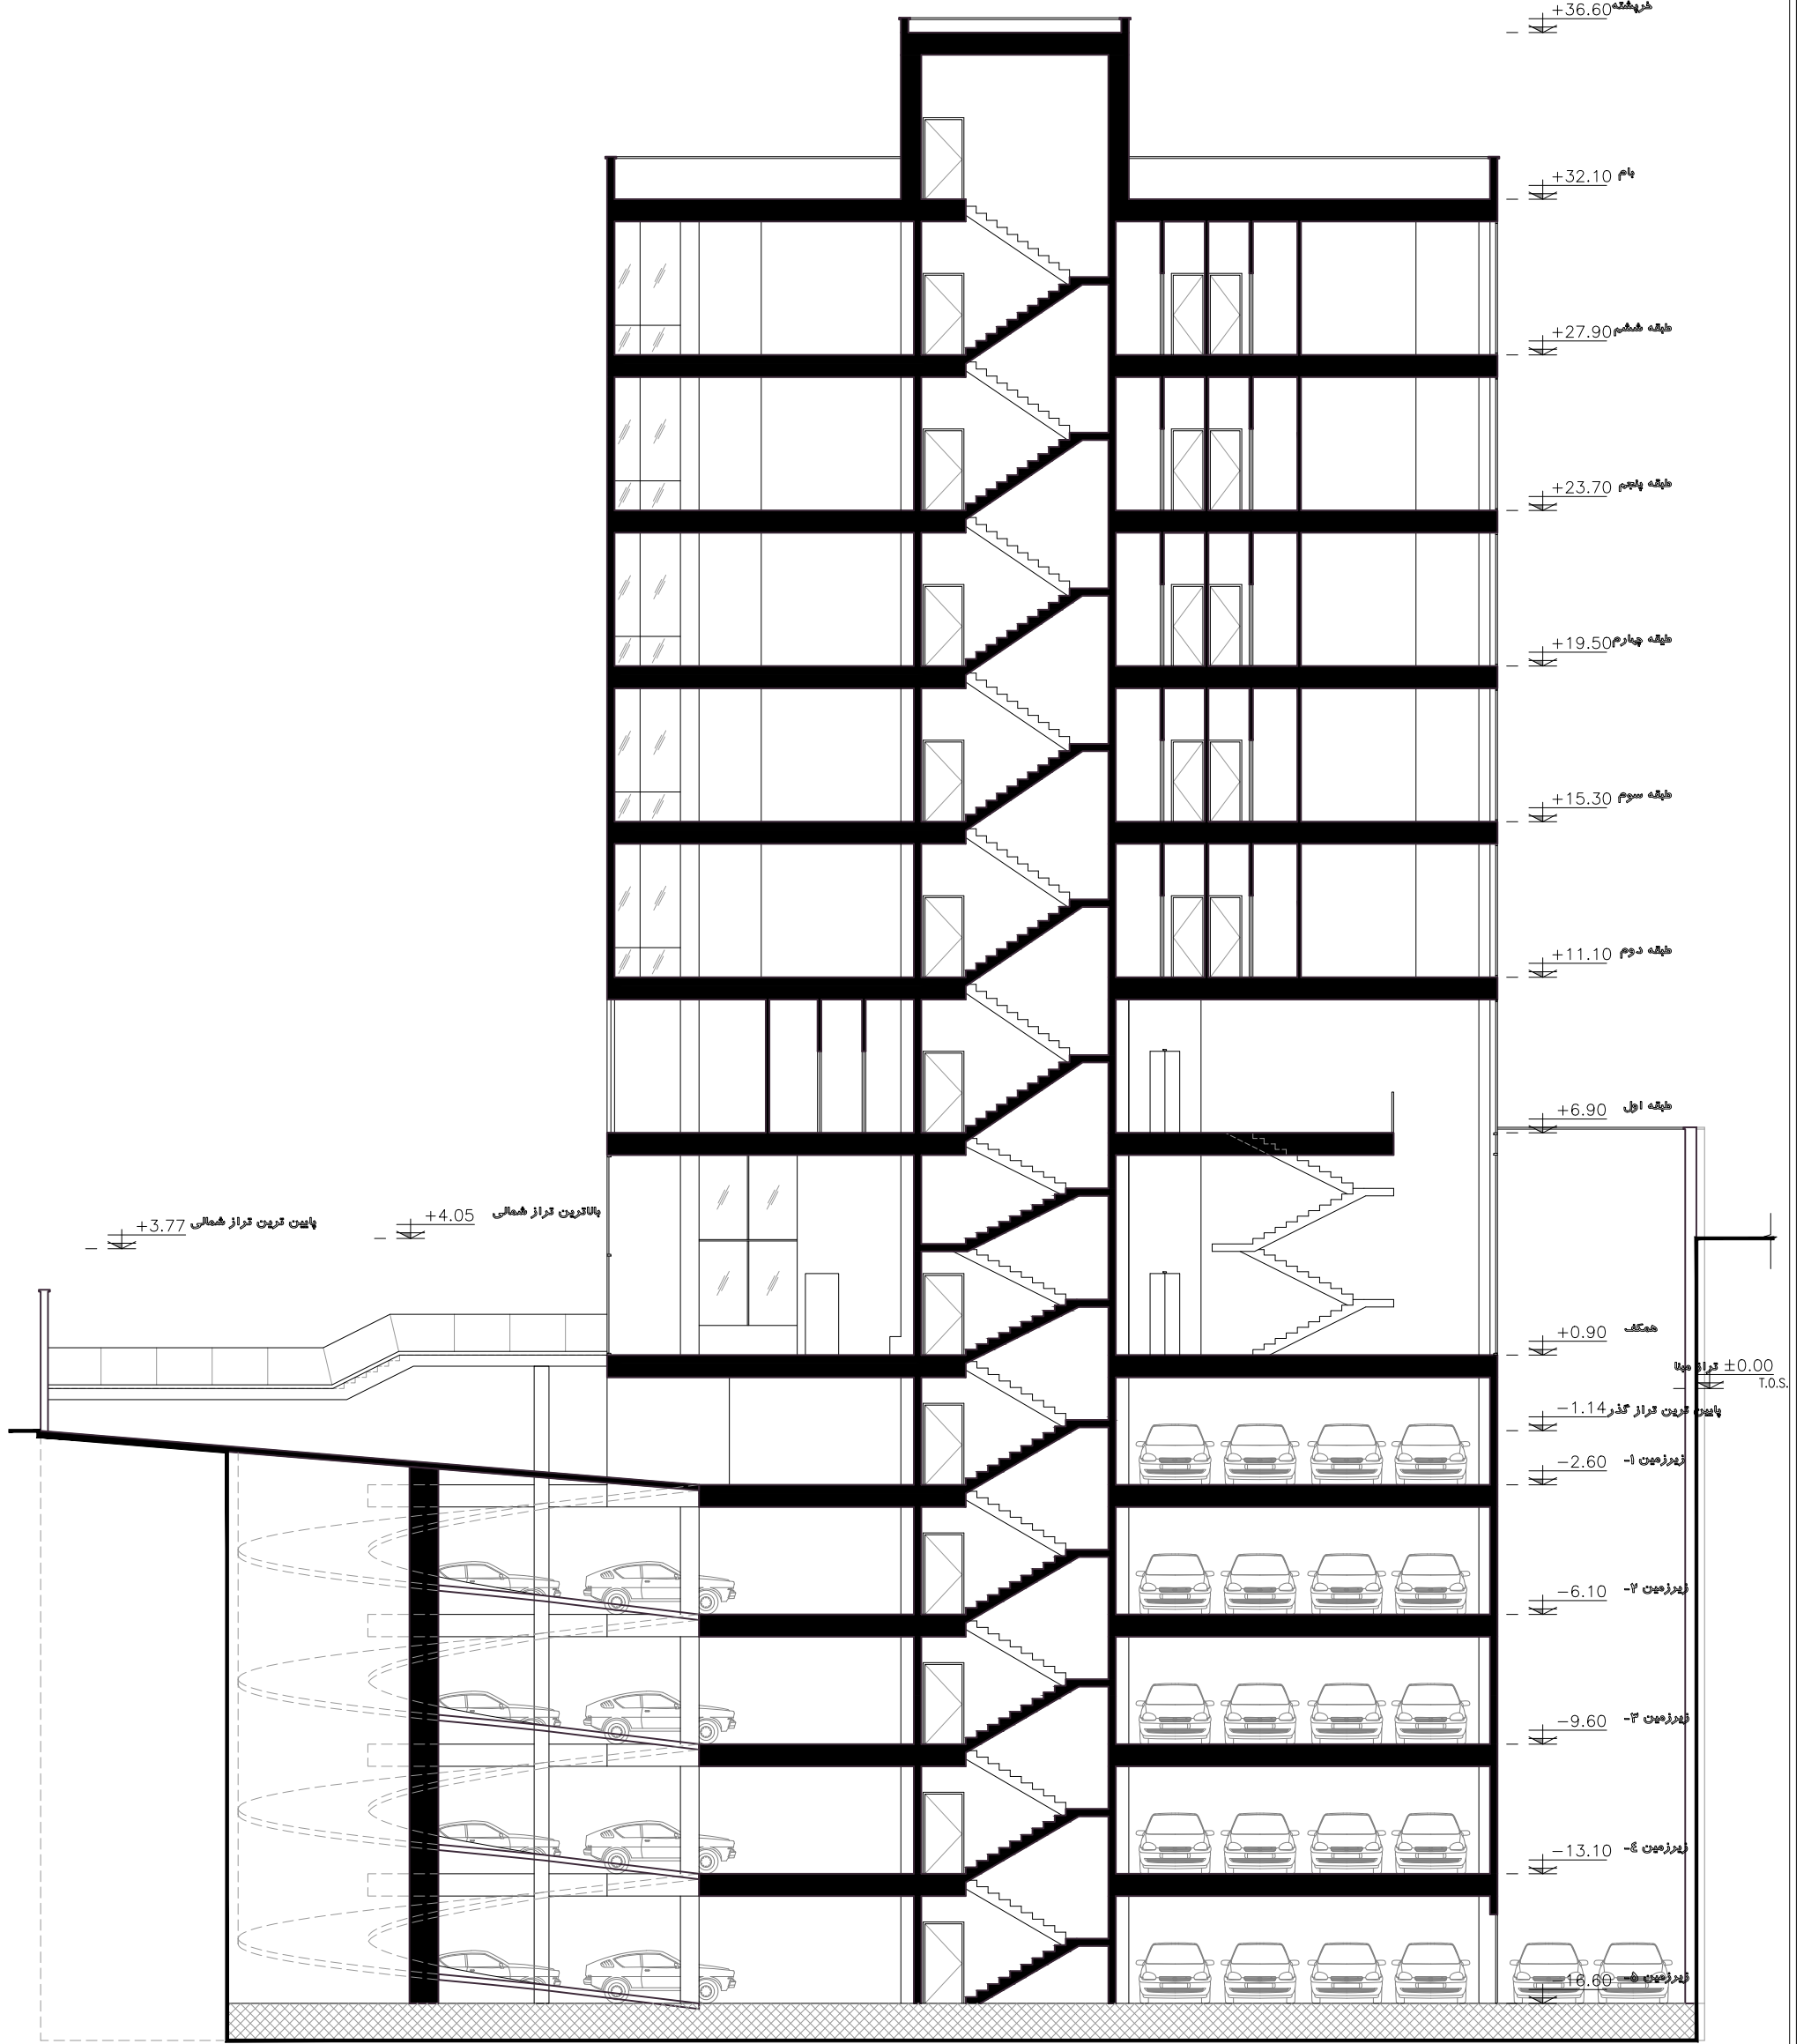 +36.60 خرپشته
+32.10 بام
+27.90 طبقه ششم
+23.70 طبقه پنجم
+19.50 طبقه چهارم
+15.30 طبقه سوم
+11.10 طبقه دوم
+6.90 طبقه اول
+3.77 پایین ترین تراز شمالی
+4.05 بالاترین تراز شمالی
+0.90 همکف
±0.00 تراز مبنا
T.O.S.
−1.14 پایین ترین تراز گذر
−2.60 زیرزمین ۱-
−6.10 زیرزمین ۲-
−9.60 زیرزمین ۳-
−13.10 زیرزمین ٤-
−16.60 زیرزمین ۵-